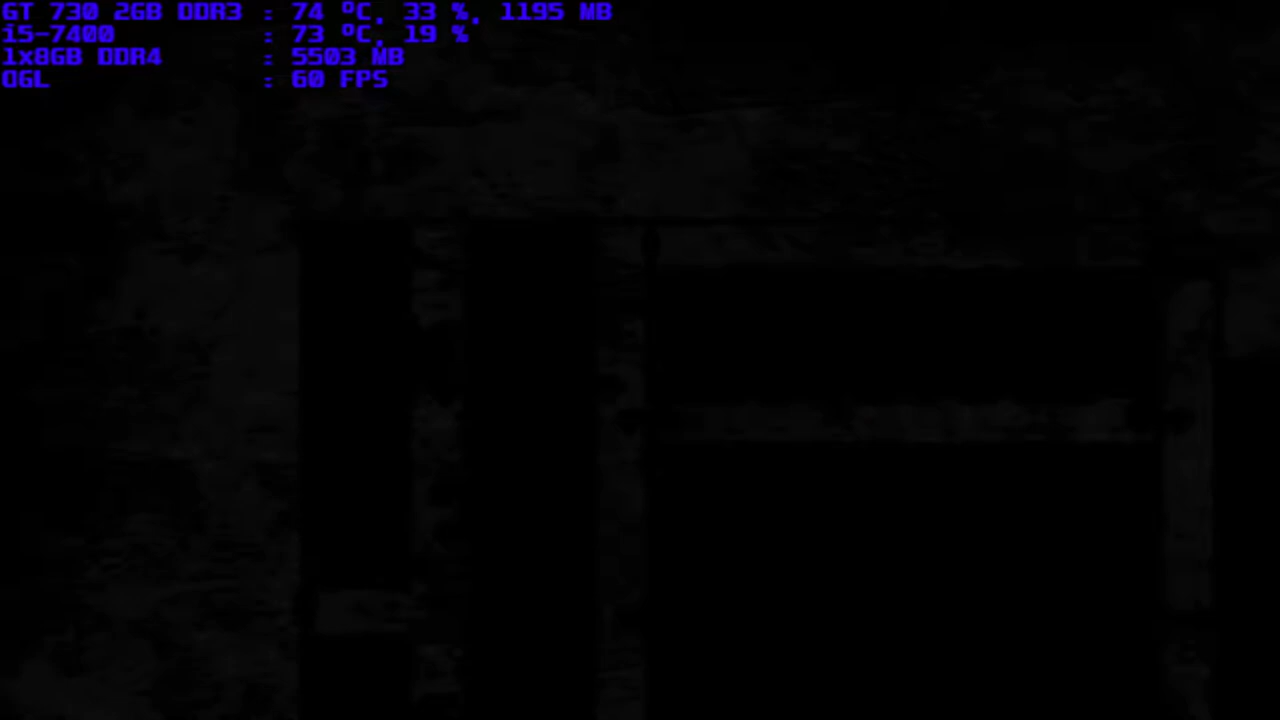 GT 730 2GB DDR3 : 74 ºC, 33 %, 1195 MB
i5-7400 : 73 ºC, 19 %
1x8GB DDR4 : 5503 MB
OGL : 60 FPS